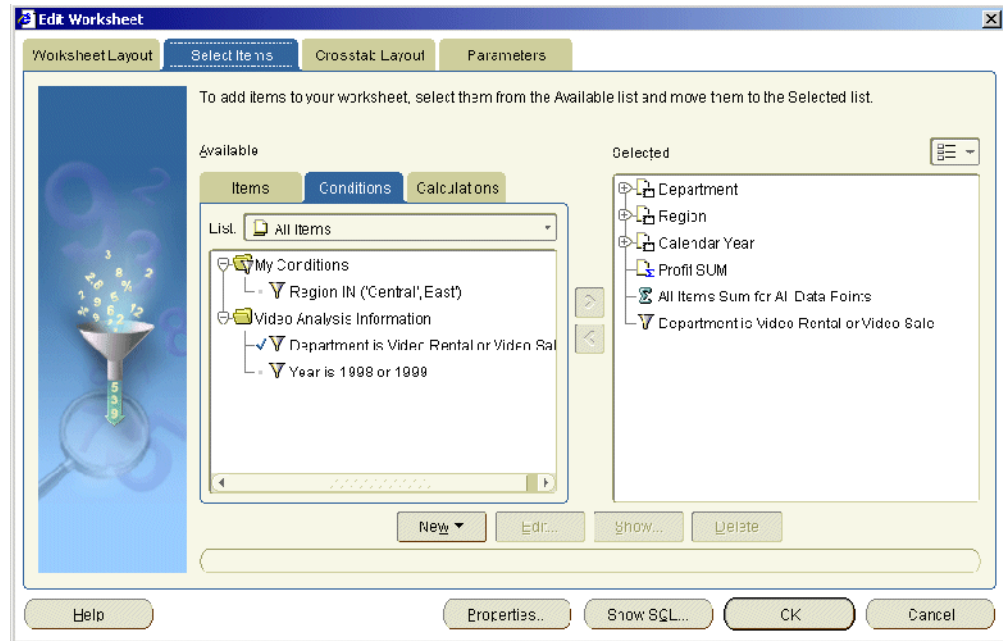 Edit Worksheet
Worksheet Layout
Select Items
Crosstab Layout
Parameters
To add items to your worksheet, select them from the Available list and move them to the Selected list.
Available
Selected
Items
Conditions
Calculations
List:
All Items
My Conditions
Region IN ('Central','East')
Video Analysis Information
Department is Video Rental or Video Sal
Year is 1998 or 1999
Department
Region
Calendar Year
Profit SUM
All Items Sum for All Data Points
Department is Video Rental or Video Sale
New
Edit...
Show...
Delete
Help
Properties...
Show SQL...
OK
Cancel